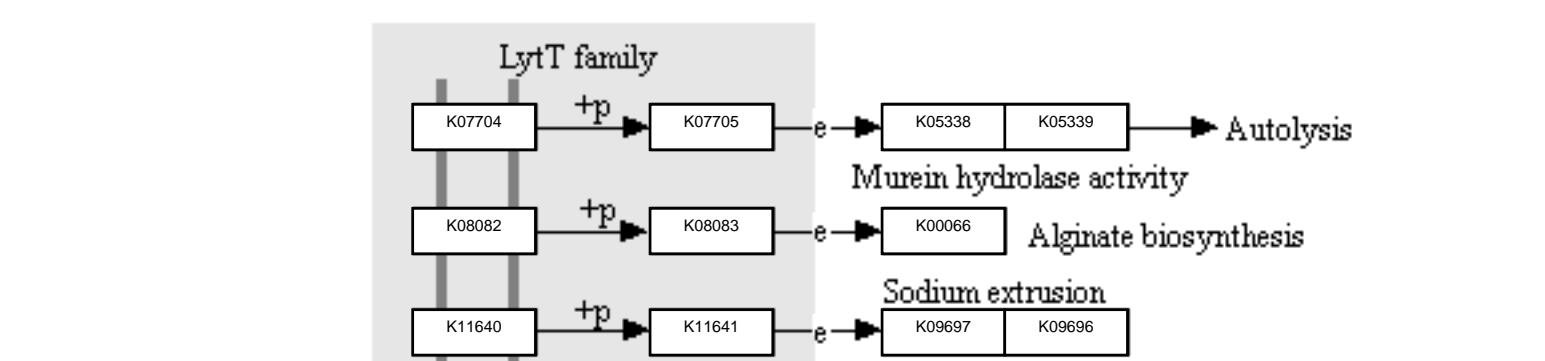 LytT family
K07704 +p K07705 e K05338 K05339 Autolysis
Murein hydrolase activity
K08082 +p K08083 e K00066 Alginate biosynthesis
Sodium extrusion
K11640 +p K11641 e K09697 K09696